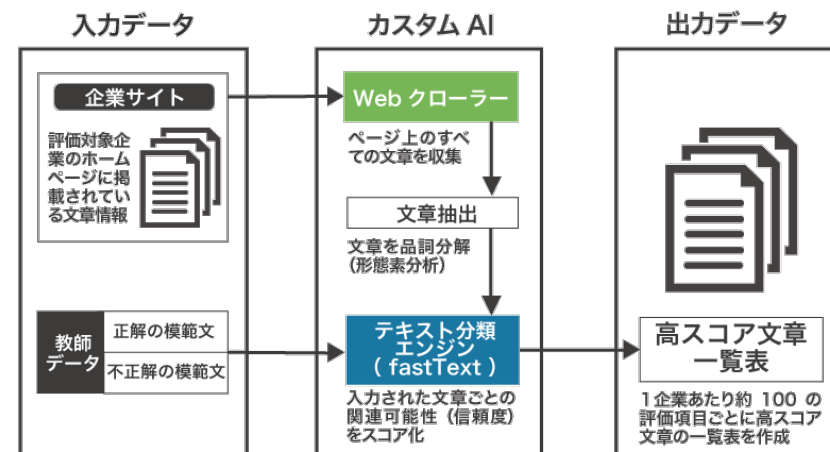 入力データ
カスタム AI
出力データ
企業サイト
評価対象企
業のホーム
ページに掲
載されてい
る文章情報
教師
データ
正解の模範文
不正解の模範文
Web クローラー
ページ上のすべ
ての文章を収集
文章抽出
文章を品詞分解
（形態素分析）
テキスト分類
エンジン
（ fastText ）
入力された文章ごとの
関連可能性（信頼度）
をスコア化
高スコア文章
一覧表
1企業あたり約 100 の
評価項目ごとに高スコア
文章の一覧表を作成